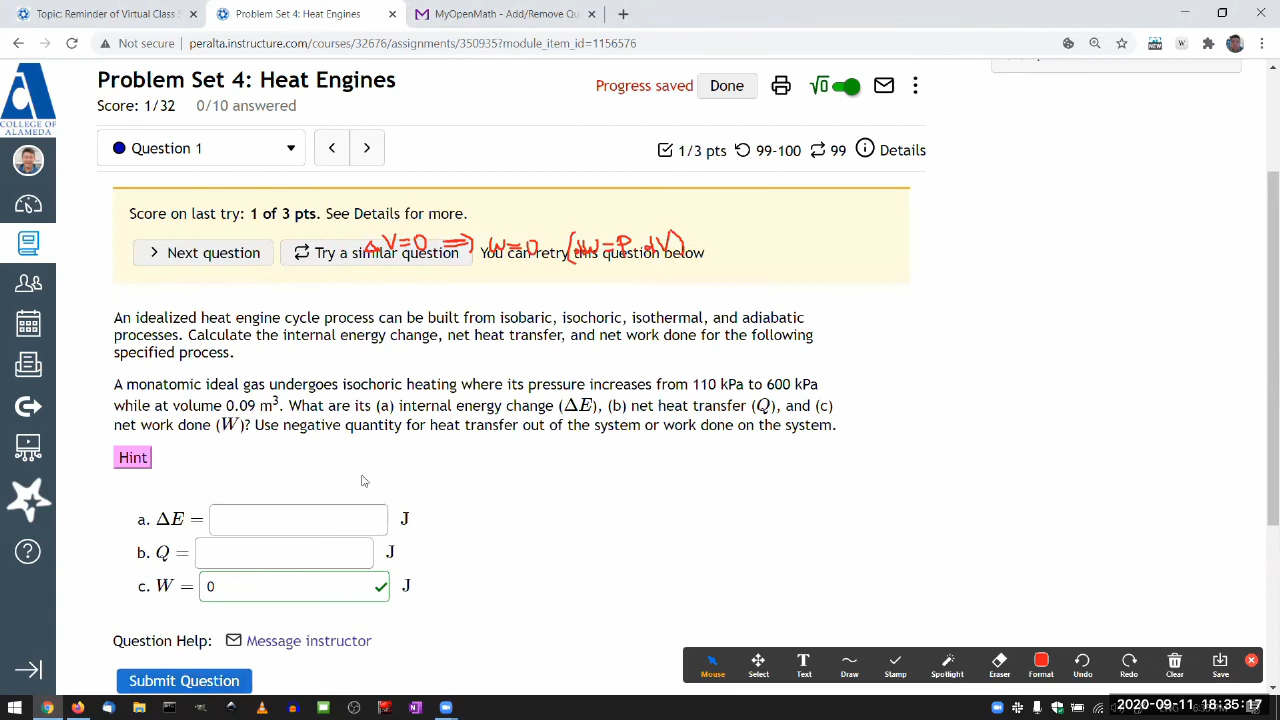 Topic: Reminder of Virtual Class
Problem Set 4: Heat Engines
MyOpenMath - Add/Remove Qu
Not secure
peralta.instructure.com/courses/32676/assignments/350935?module_item_id=1156576
COLLEGE OF
ALAMEDA
Problem Set 4: Heat Engines
Progress saved
Done
√0
Score: 1/32 0/10 answered
Question 1
1/3 pts 99-100 99 Details
Score on last try: 1 of 3 pts. See Details for more.
Next question
Try a similar question
You can retry this question below
ΔV=0 ⟹ W=0 (dW=P dV)
An idealized heat engine cycle process can be built from isobaric, isochoric, isothermal, and adiabatic
processes. Calculate the internal energy change, net heat transfer, and net work done for the following
specified process.
A monatomic ideal gas undergoes isochoric heating where its pressure increases from 110 kPa to 600 kPa
while at volume 0.09 m³. What are its (a) internal energy change (ΔE), (b) net heat transfer (Q), and (c)
net work done (W)? Use negative quantity for heat transfer out of the system or work done on the system.
Hint
a. ΔE = J
b. Q = J
c. W = 0 J
Question Help: Message instructor
Submit Question
Mouse Select Text Draw Stamp Spotlight Eraser Format Undo Redo Clear Save
2020-09-11 18:35:17